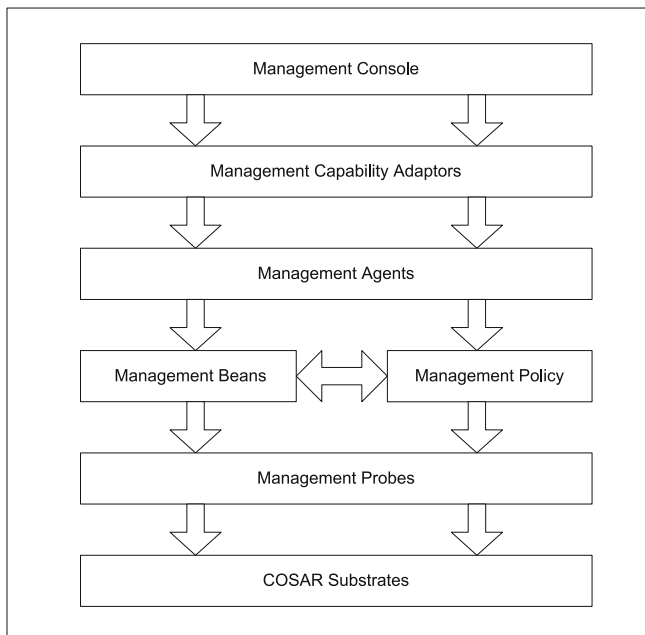 Management Console
Management Capability Adaptors
Management Agents
Management Beans
Management Policy
Management Probes
COSAR Substrates